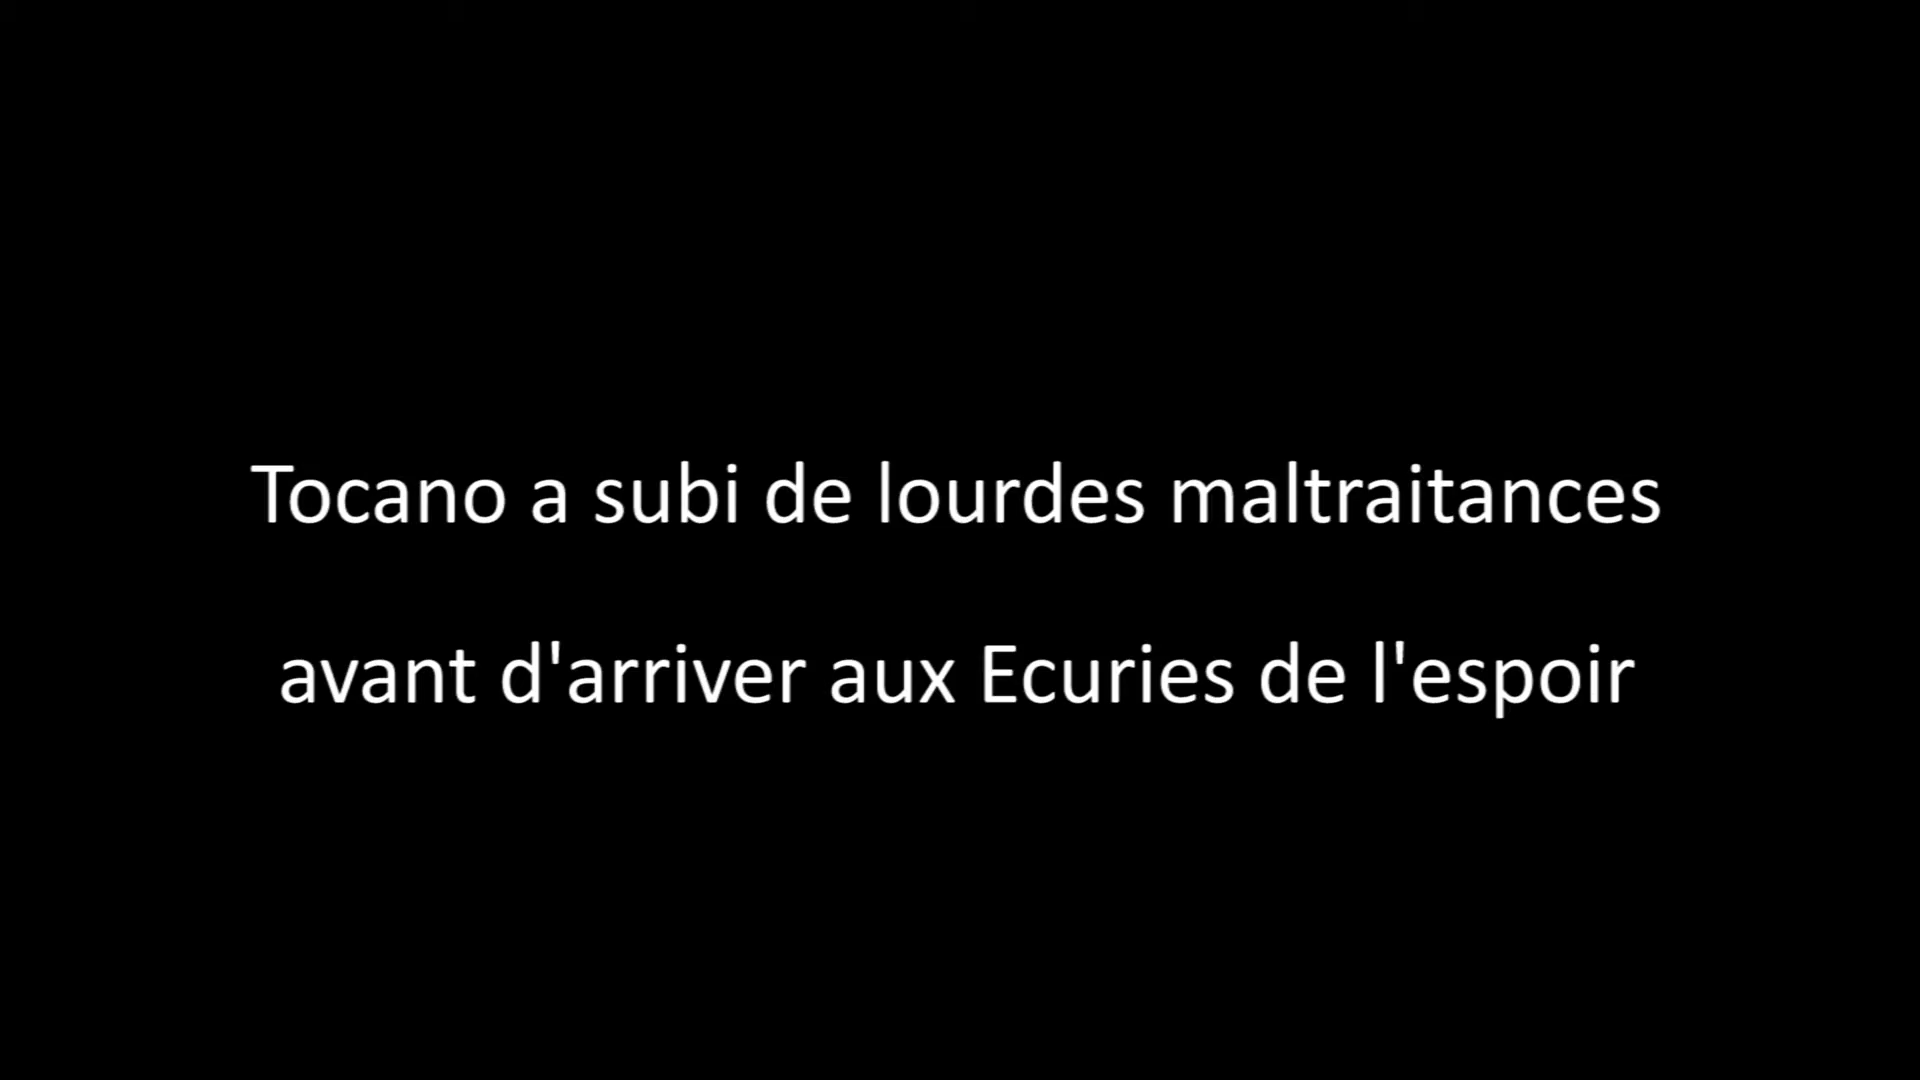 Tocano a subi de lourdes maltraitances
avant d'arriver aux Ecuries de l'espoir